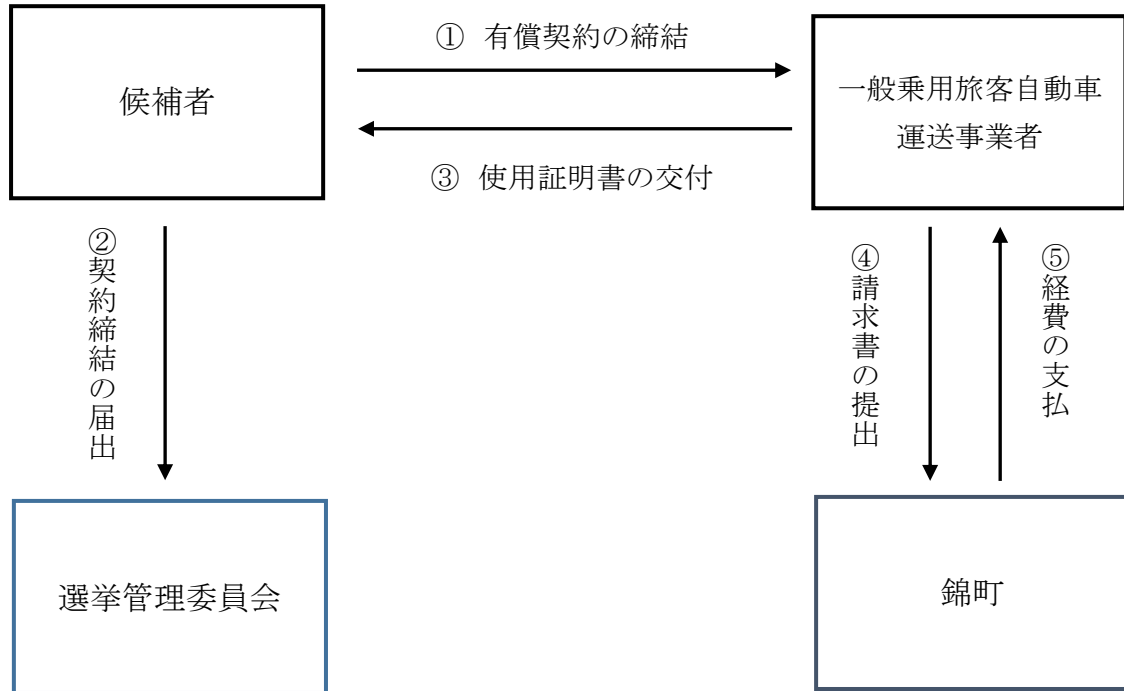 ① 有償契約の締結
候補者
一般乗用旅客自動車
運送事業者
③ 使用証明書の交付
②契約締結の届出
④請求書の提出
⑤経費の支払
選挙管理委員会
錦町